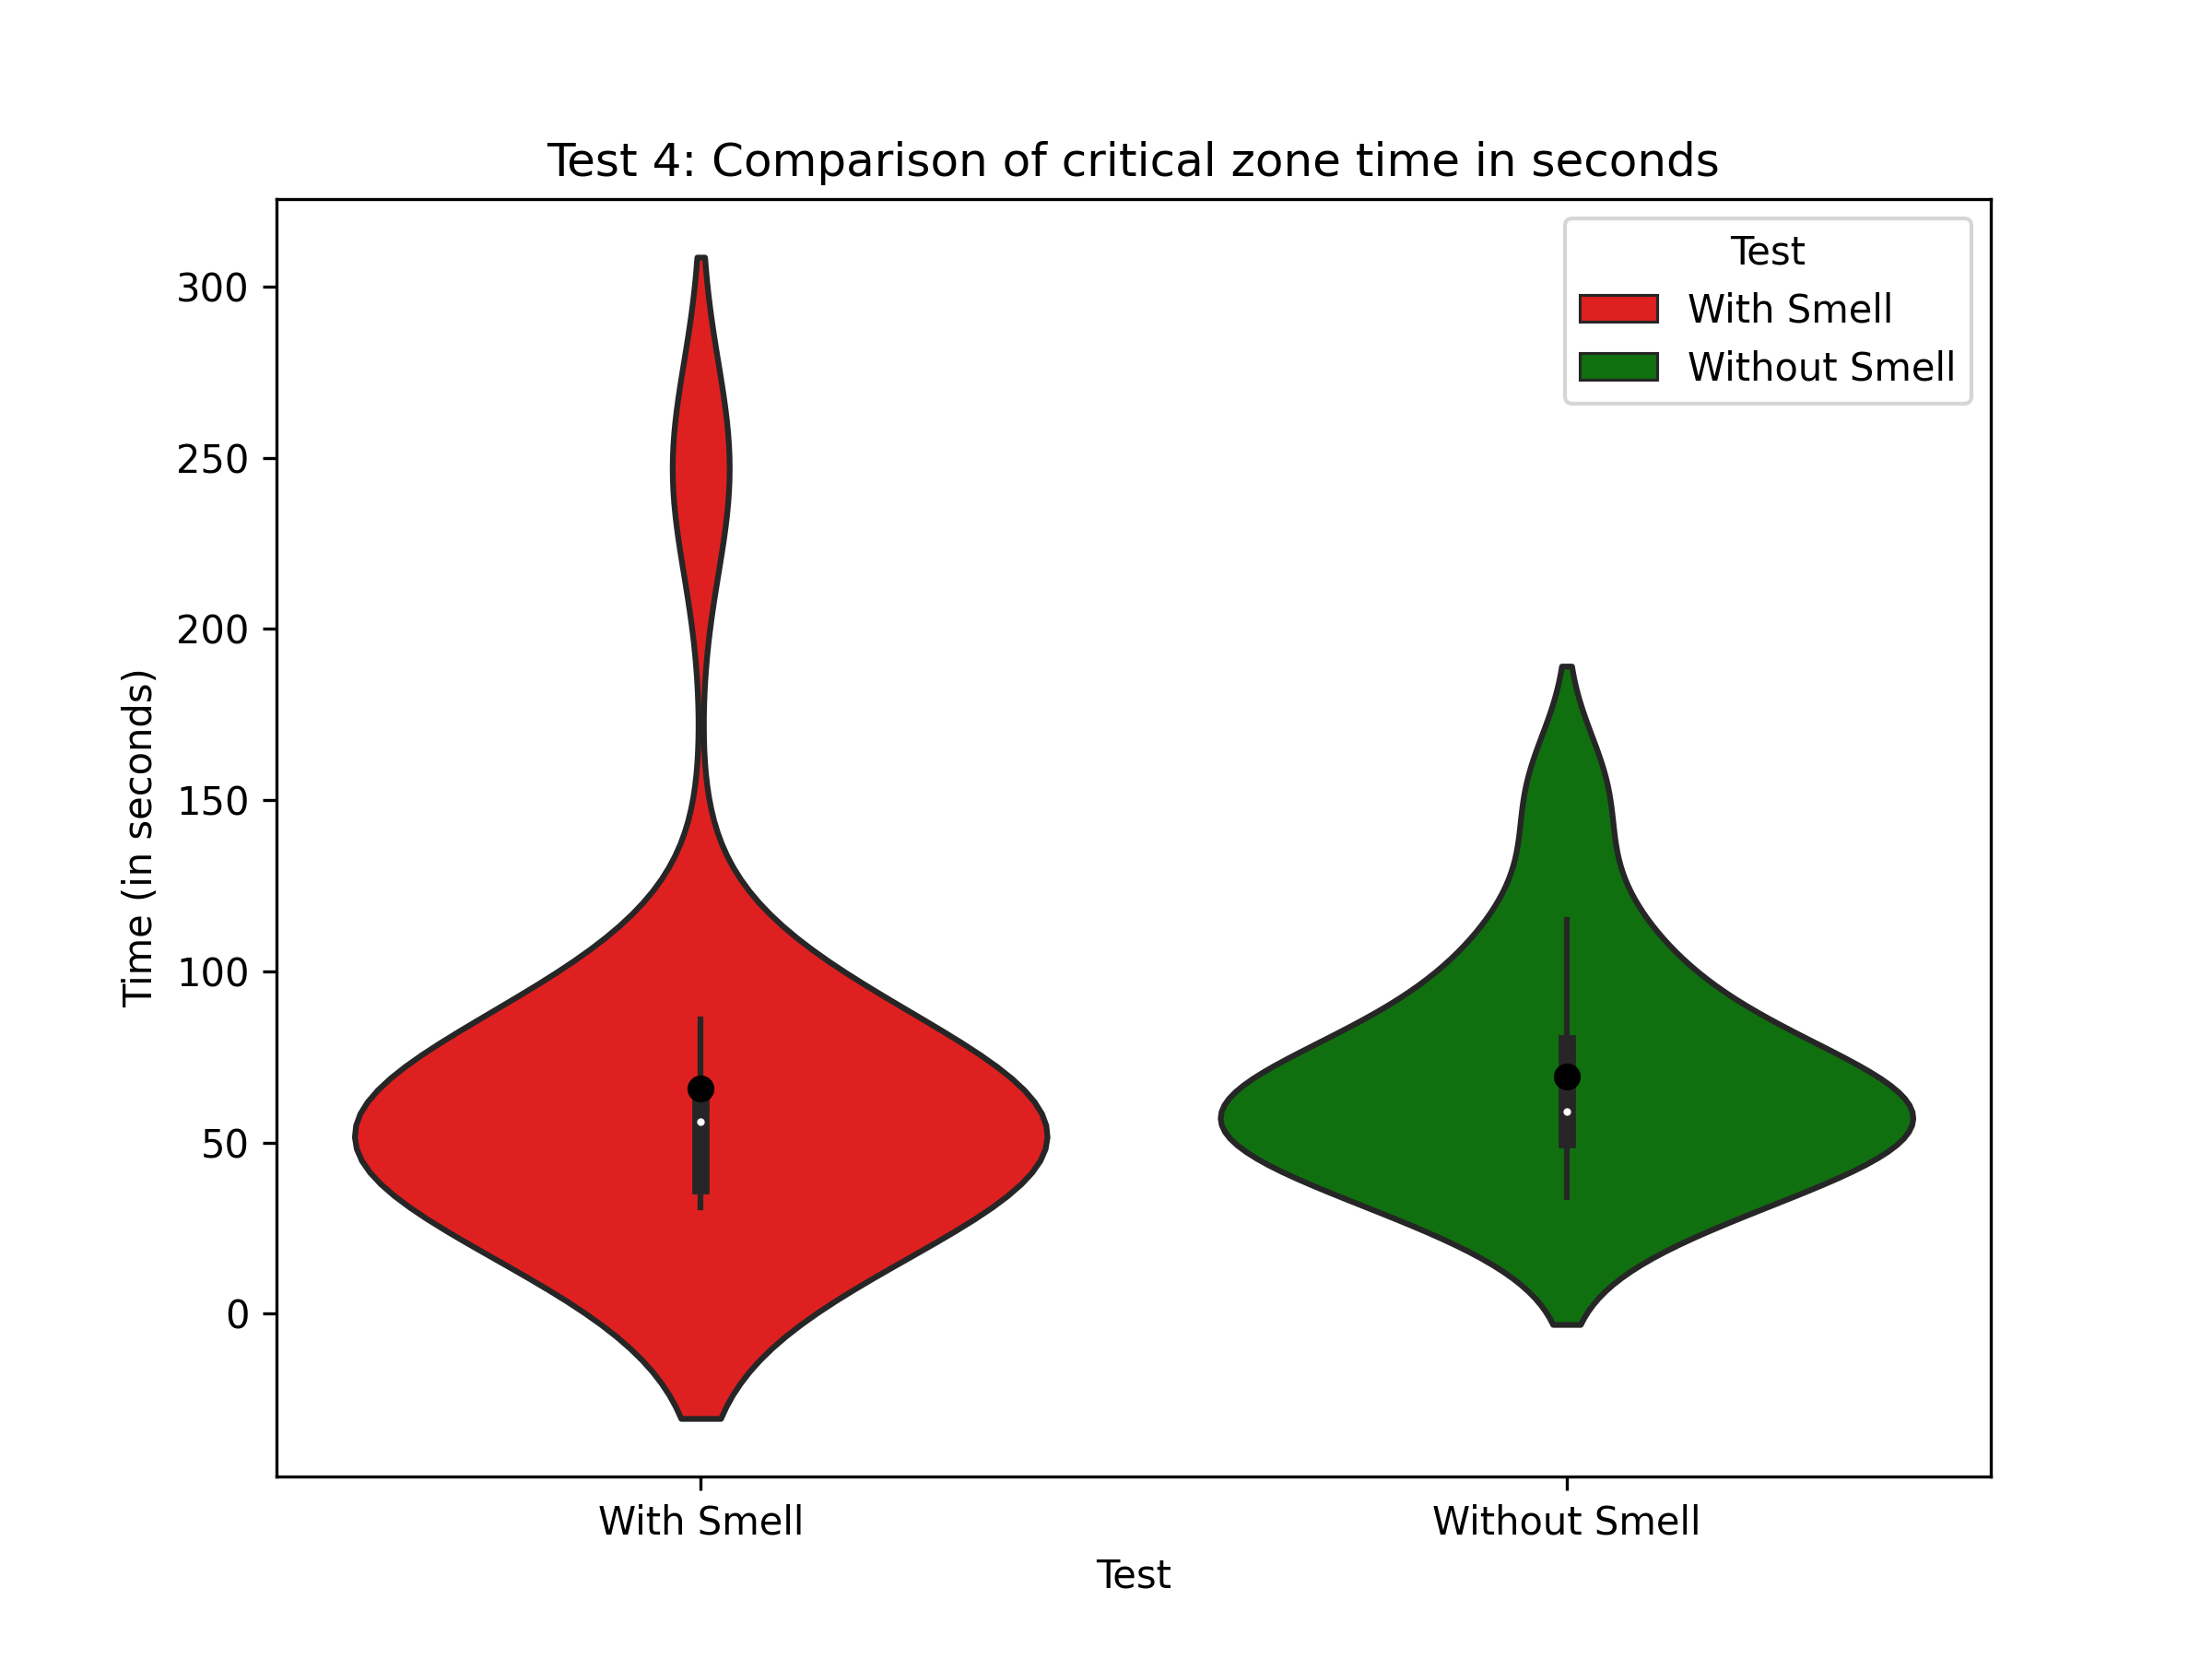 Test 4: Comparison of critical zone time in seconds
Test
With Smell
Without Smell
300
250
200
150
100
50
0
Time (in seconds)
With Smell
Without Smell
Test